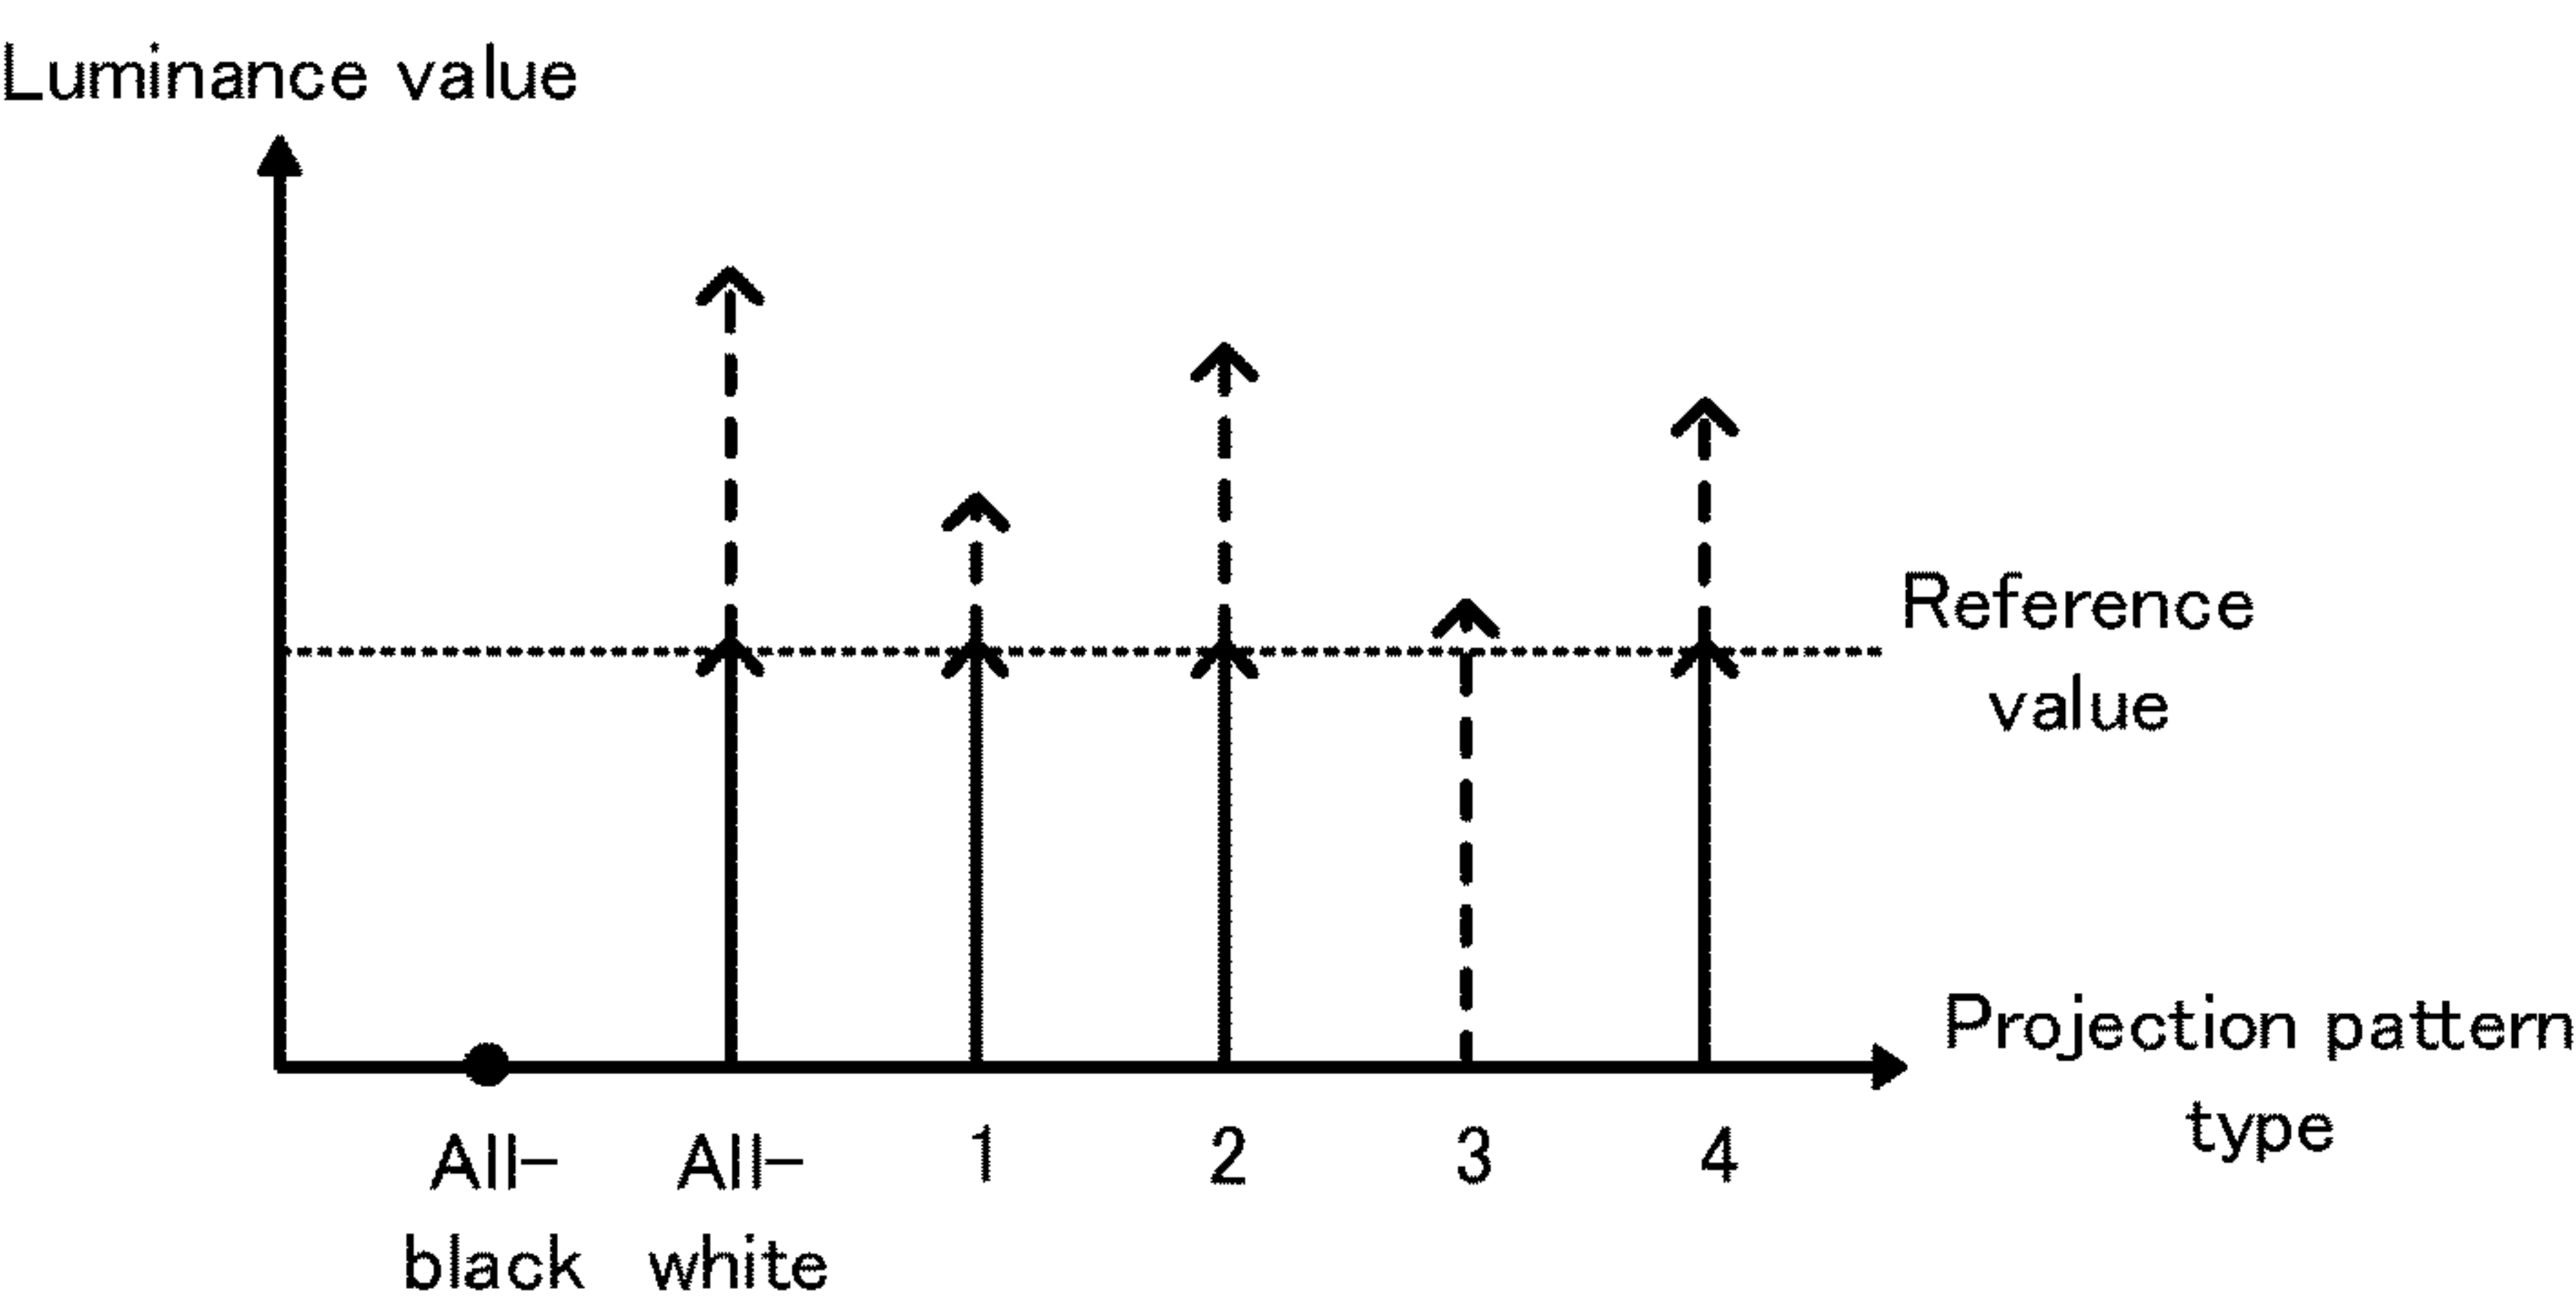 Luminance value
Reference
value
Projection pattern
type
All- All- 1 2 3 4
black white